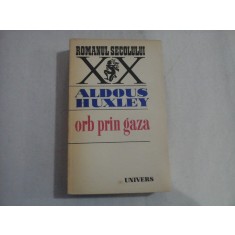 ROMANUL SECOLULUI
XX
ALDOUS
HUXLEY
orb prin gaza
UNIVERS